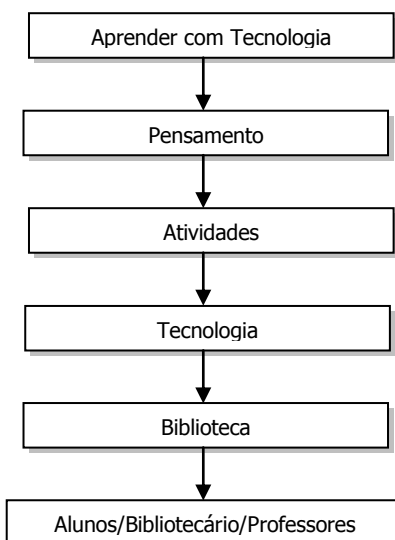 Aprender com Tecnologia
Pensamento
Atividades
Tecnologia
Biblioteca
Alunos/Bibliotecário/Professores